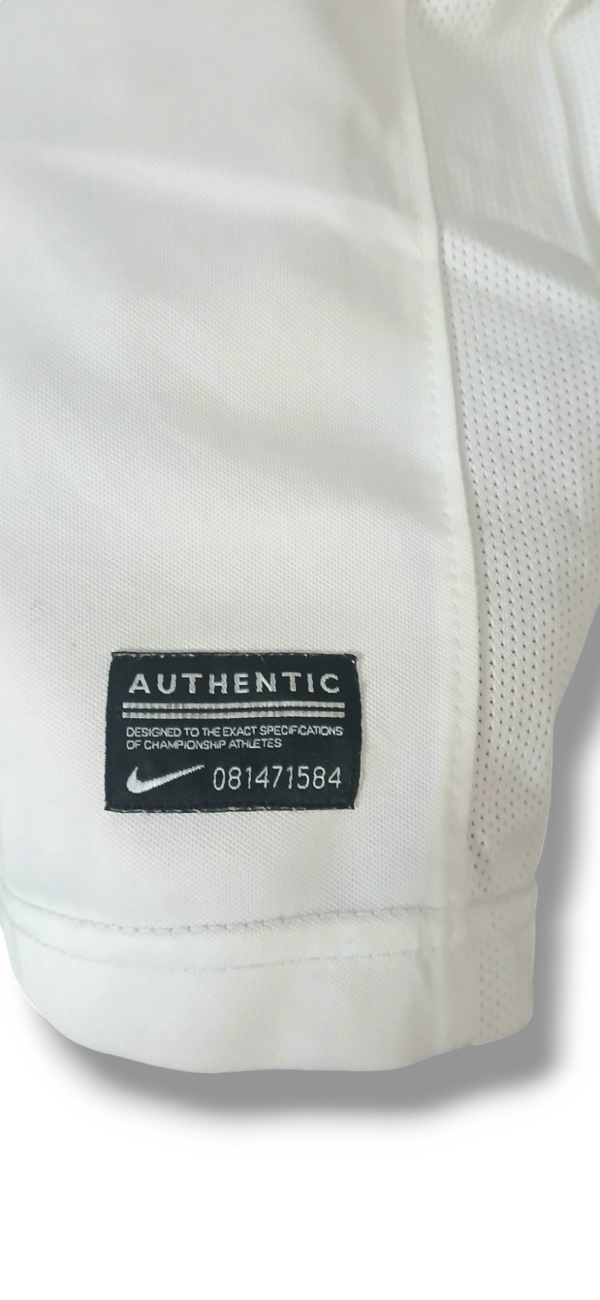 AUTHENTIC
DESIGNED TO THE EXACT SPECIFICATIONS
OF CHAMPIONSHIP ATHLETES
081471584